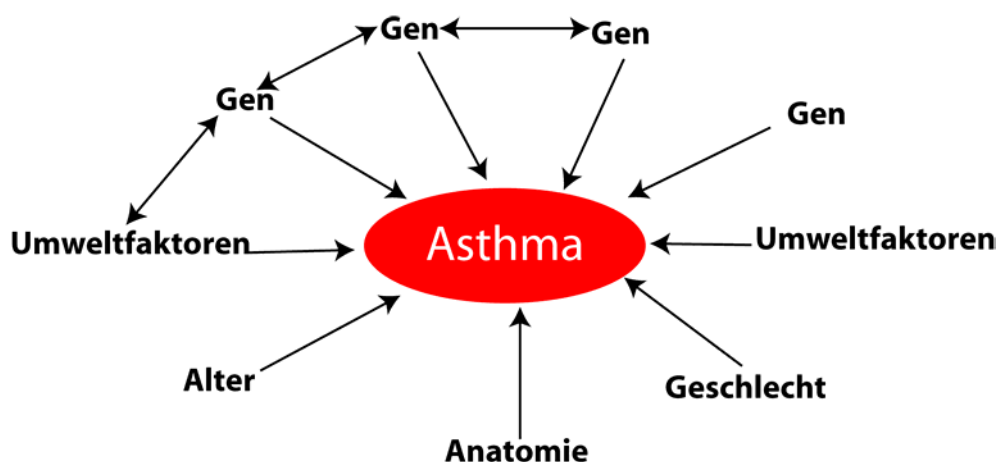 Gen
Gen
Gen
Gen
Umweltfaktoren
Asthma
Umweltfaktoren
Alter
Geschlecht
Anatomie